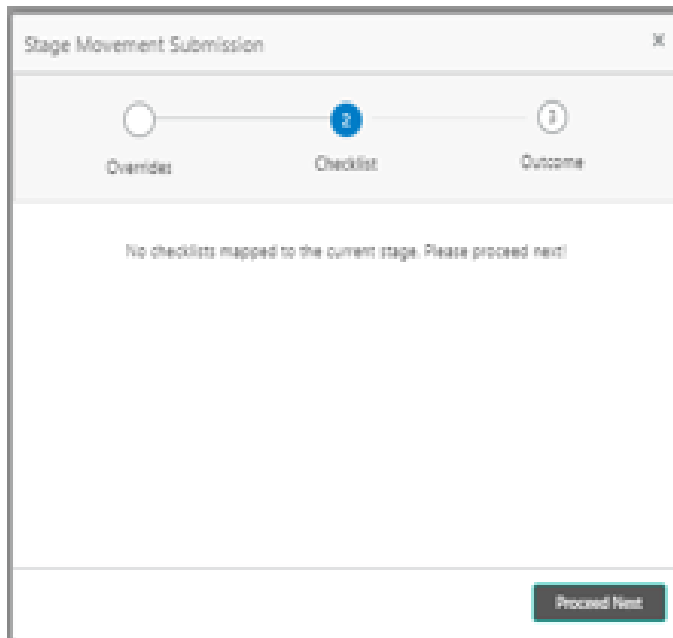 Stage Movement Submission
X
2
3
Overrides
Checklist
Outcome
No checklists mapped to the current stage. Please proceed next!
Proceed Next